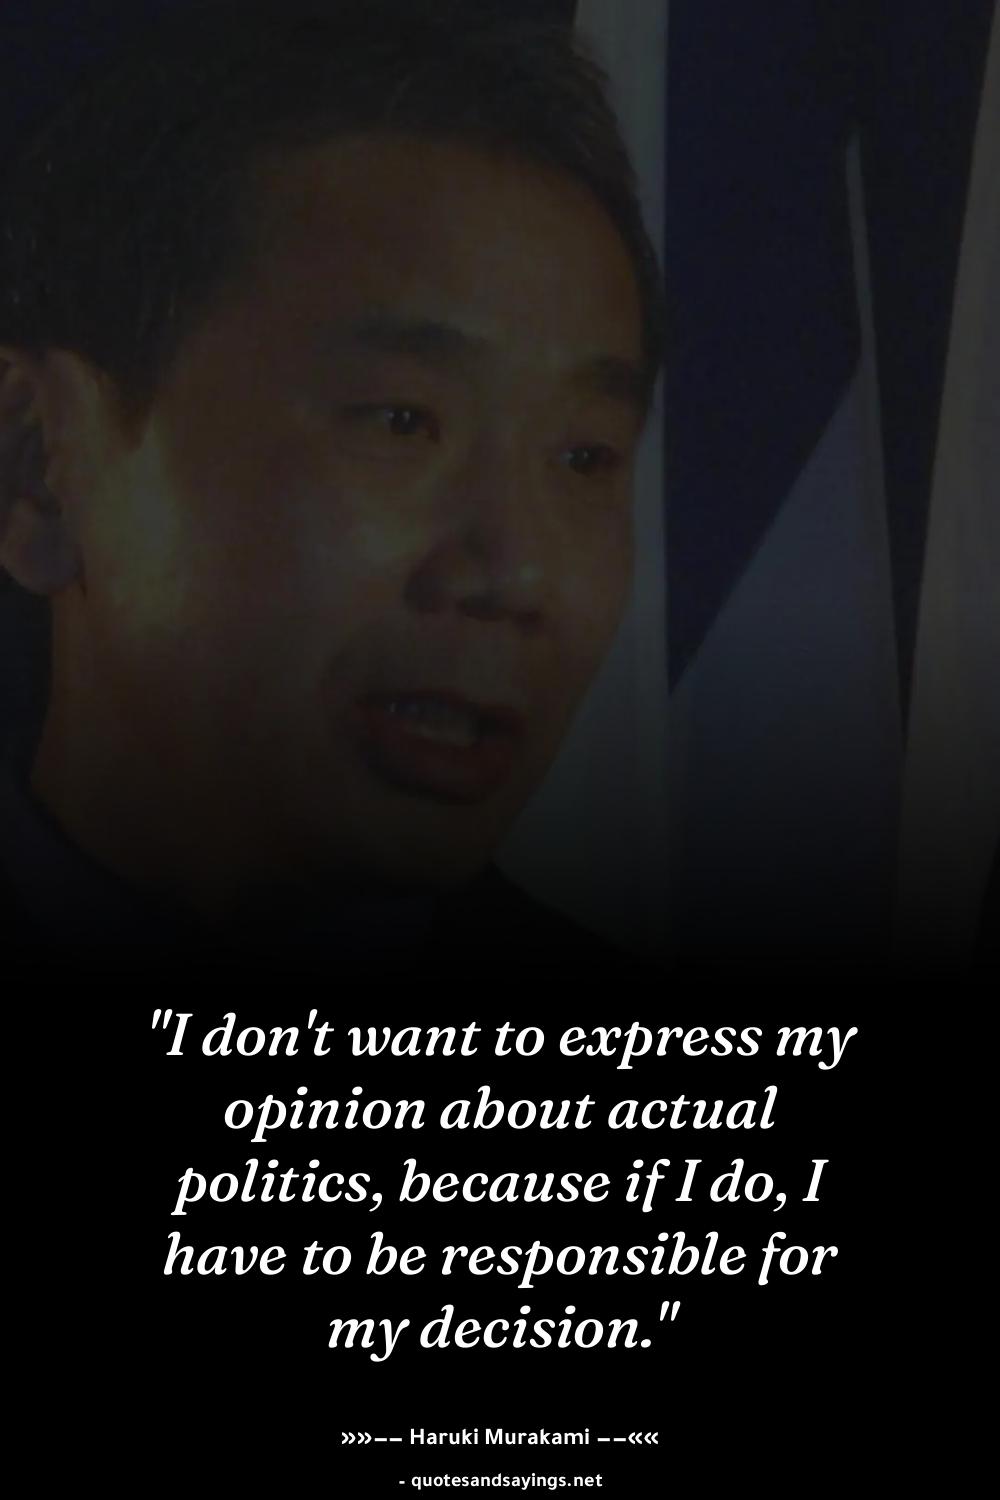 "I don't want to express my
opinion about actual
politics, because if I do, I
have to be responsible for
my decision."
»»–– Haruki Murakami ––««
- quotesandsayings.net